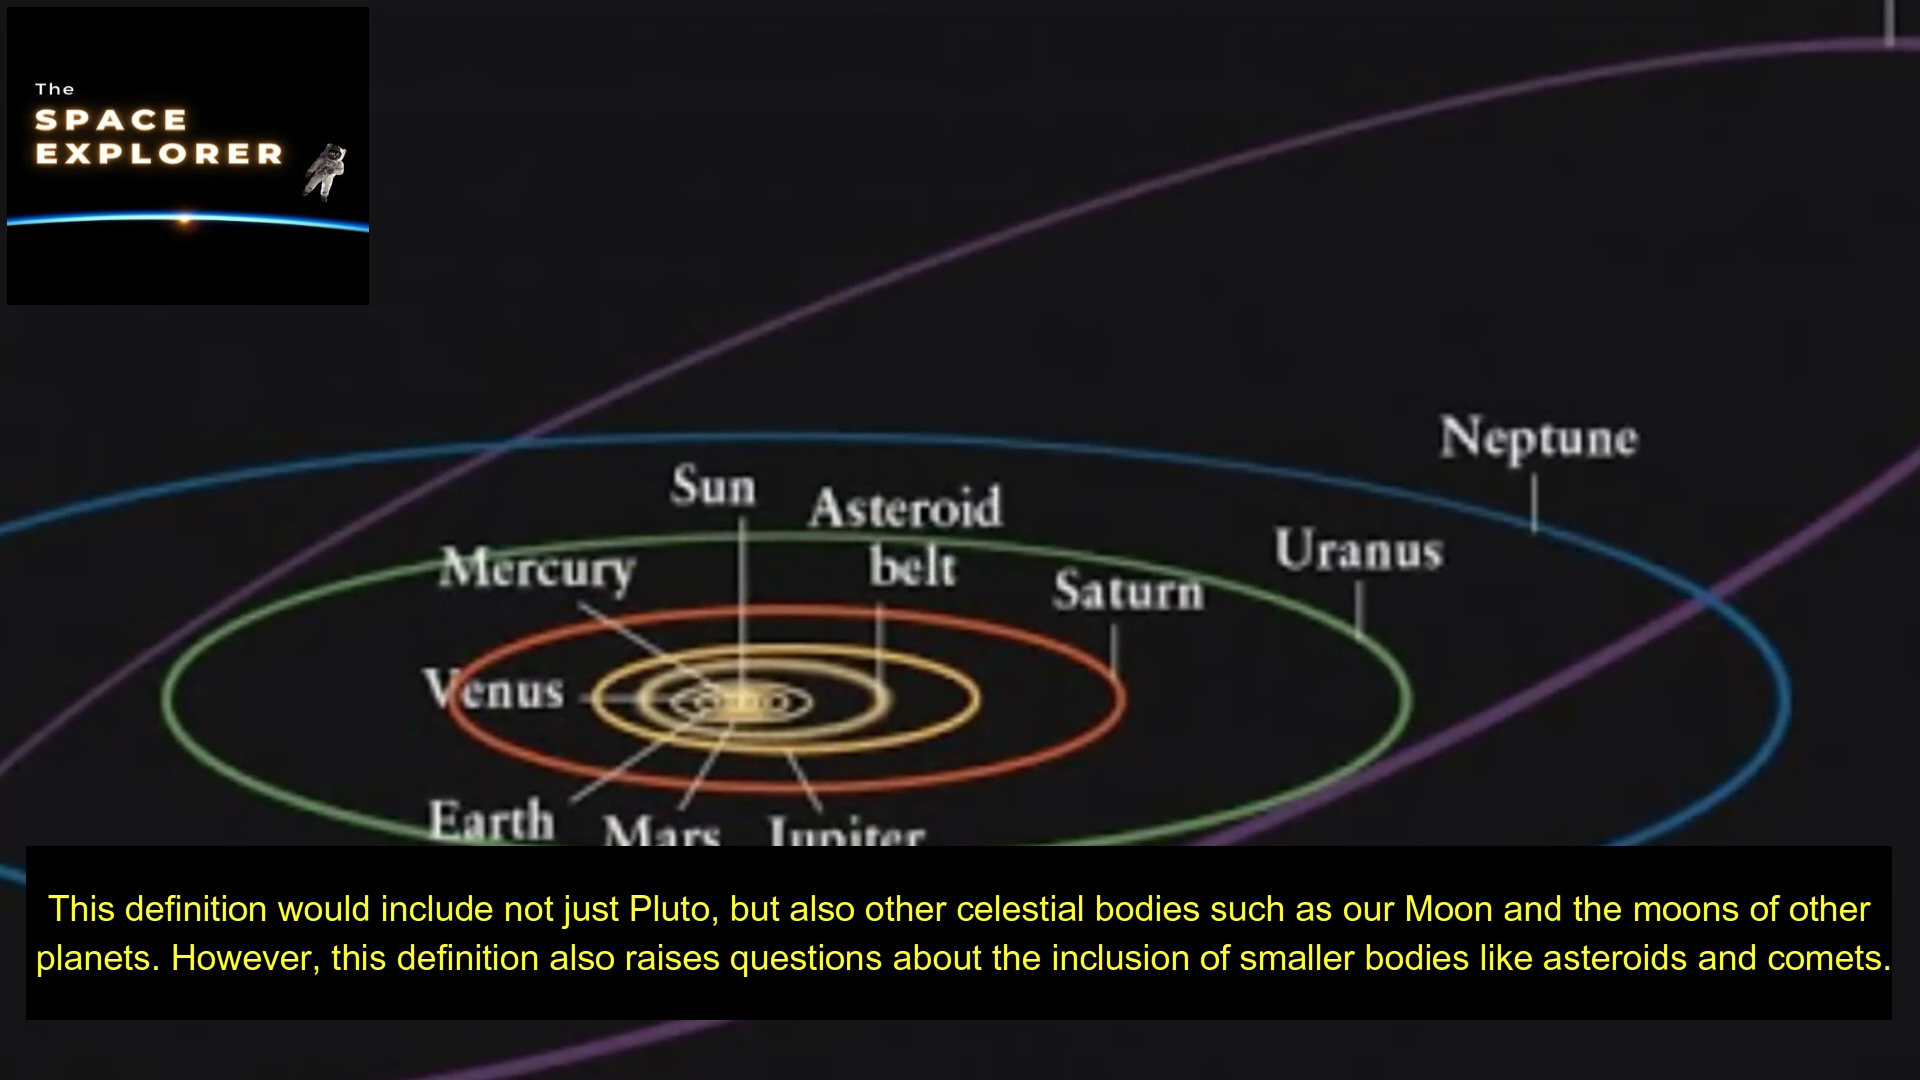 The
SPACE
EXPLORER
Neptune
Sun
Asteroid
belt
Uranus
Mercury
Saturn
Venus
Earth
Mars
Jupiter
This definition would include not just Pluto, but also other celestial bodies such as our Moon and the moons of other
planets. However, this definition also raises questions about the inclusion of smaller bodies like asteroids and comets.